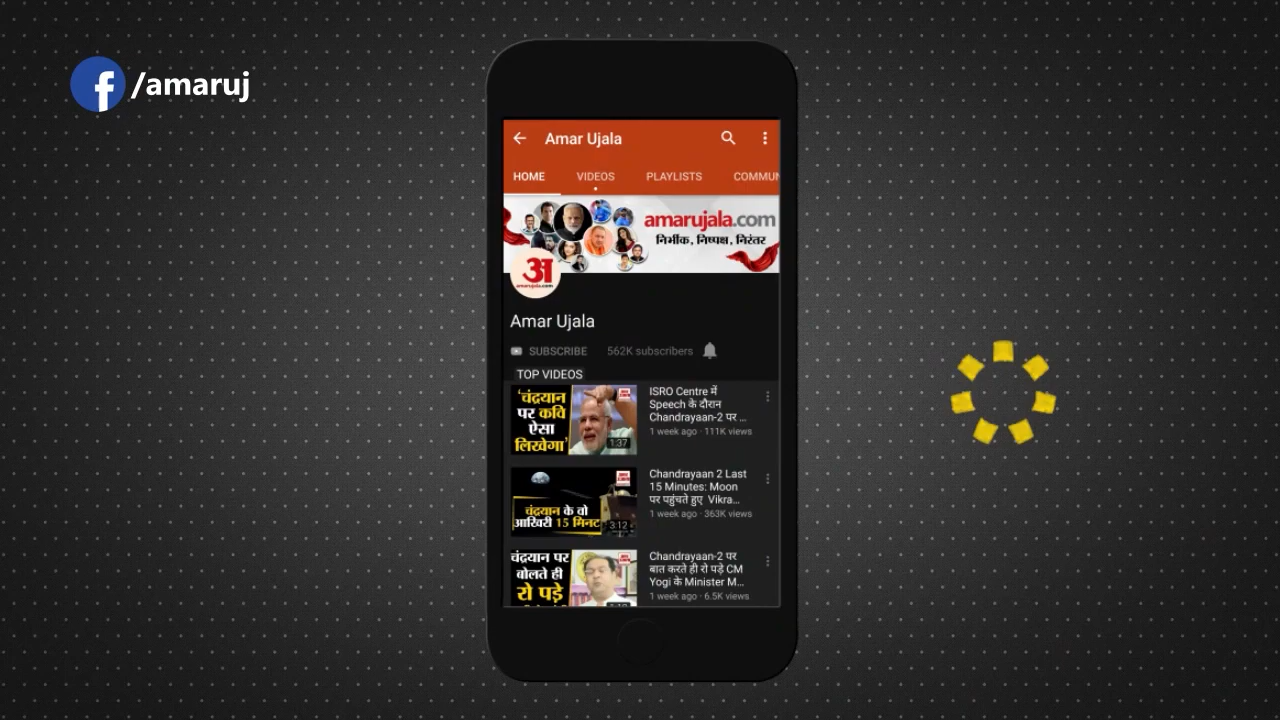 /amaruj
Amar Ujala
HOME VIDEOS PLAYLISTS COMMUN
amarujala.com
निर्भीक, निष्पक्ष, निरंतर
अ
amarujala.com
Amar Ujala
SUBSCRIBE 562K subscribers
TOP VIDEOS
'चंद्रयान
पर कवि
ऐसा
लिखेगा'
1:37
ISRO Centre में
Speech के दौरान
Chandrayaan-2 पर ...
1 week ago · 111K views
चंद्रयान के वो
आखिरी 15 मिनट
3:12
Chandrayaan 2 Last
15 Minutes: Moon
पर पहुंचते हुए Vikra...
1 week ago · 363K views
चंद्रयान पर
बोलते ही
रो पड़े
Chandrayaan-2 पर
बात करते ही रो पड़े CM
Yogi के Minister M...
1 week ago · 6.5K views